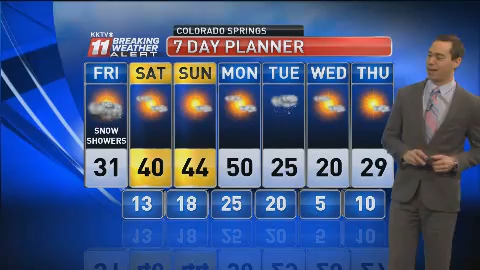 COLORADO SPRINGS
KKTV
11 BREAKING WEATHER ALERT
7 DAY PLANNER
FRI SAT SUN MON TUE WED THU
SNOW SHOWERS
31 40 44 50 25 20 29
13 18 25 20 5 10